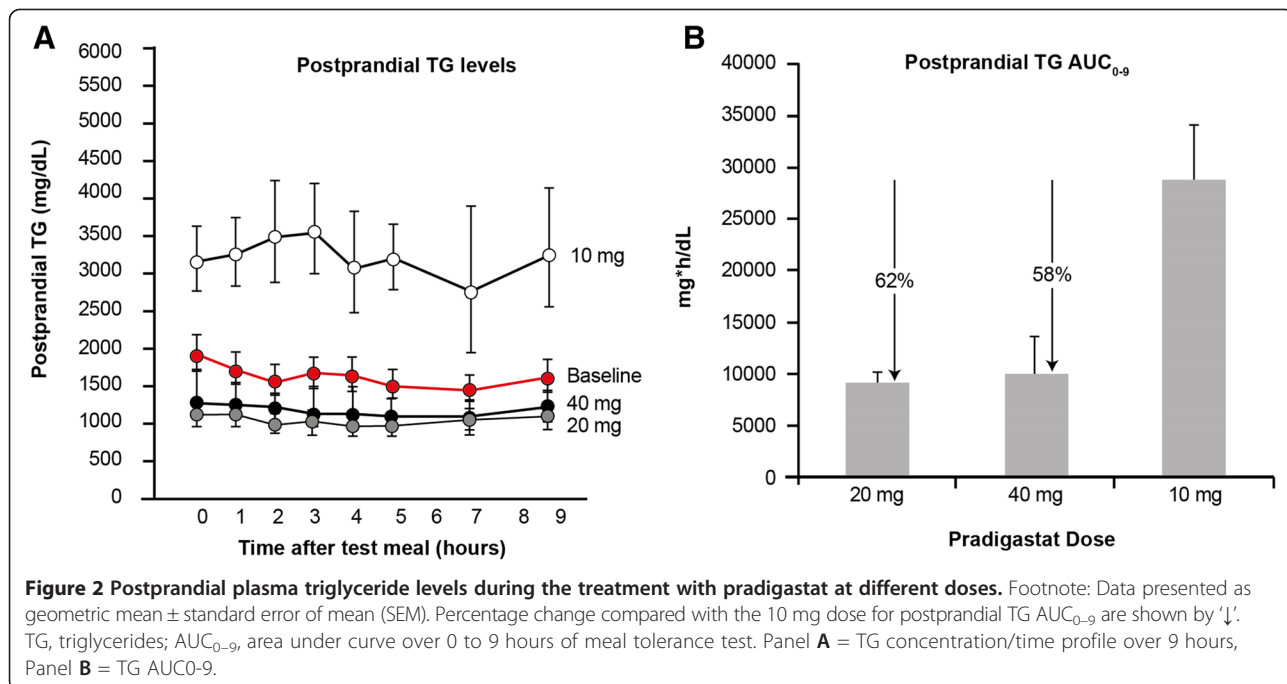 A
Postprandial TG levels
Postprandial TG (mg/dL)
6000
5500
5000
4500
4000
3500
3000
2500
2000
1500
1000
500
0
10 mg
Baseline
40 mg
20 mg
0 1 2 3 4 5 6 7 8 9
Time after test meal (hours)
B
Postprandial TG AUC0-9
mg*h/dL
40000
35000
30000
25000
20000
15000
10000
5000
0
62%
58%
20 mg 40 mg 10 mg
Pradigastat Dose
Figure 2 Postprandial plasma triglyceride levels during the treatment with pradigastat at different doses. Footnote: Data presented as
geometric mean ± standard error of mean (SEM). Percentage change compared with the 10 mg dose for postprandial TG AUC0–9 are shown by ‘↓’.
TG, triglycerides; AUC0–9, area under curve over 0 to 9 hours of meal tolerance test. Panel A = TG concentration/time profile over 9 hours,
Panel B = TG AUC0-9.